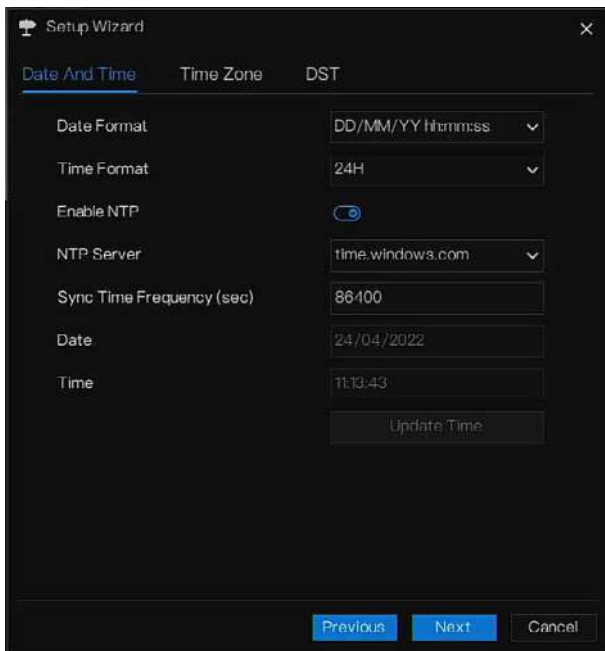 Setup Wizard
Date And Time Time Zone DST
Date Format DD/MM/YY hh:mm:ss
Time Format 24H
Enable NTP
NTP Server time.windows.com
Sync Time Frequency (sec) 86400
Date 24/04/2022
Time 11:13:43
Update Time
Previous Next Cancel